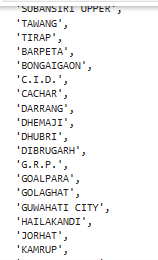 'SUBANSIRI UPPER',
'TAWANG',
'TIRAP',
'BARPETA',
'BONGAIGAON',
'C.I.D.',
'CACHAR',
'DARRANG',
'DHEMAJI',
'DHUBRI',
'DIBRUGARH',
'G.R.P.',
'GOALPARA',
'GOLAGHAT',
'GUWAHATI CITY',
'HAILAKANDI',
'JORHAT',
'KAMRUP',